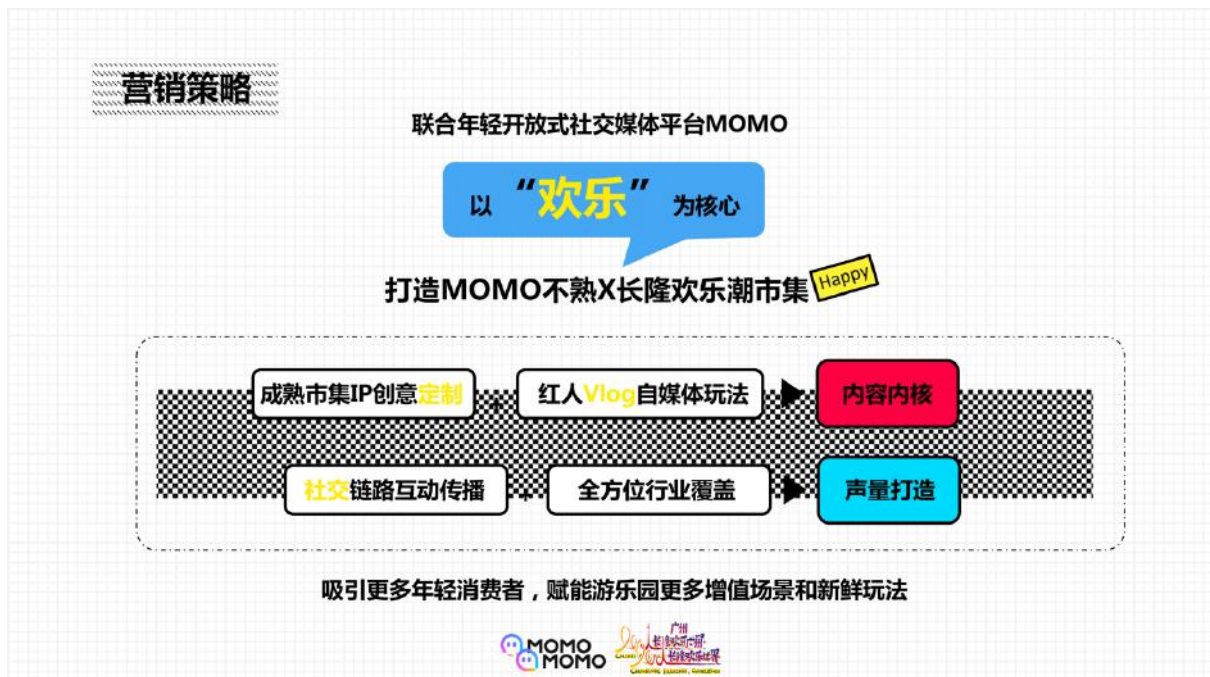 营销策略
联合年轻开放式社交媒体平台MOMO
以“欢乐”为核心
打造MOMO不熟X长隆欢乐潮市集
Happy
成熟市集IP创意定制 + 红人Vlog自媒体玩法 内容内核
社交链路互动传播 + 全方位行业覆盖 声量打造
吸引更多年轻消费者，赋能游乐园更多增值场景和新鲜玩法
MOMO
MOMO
广州